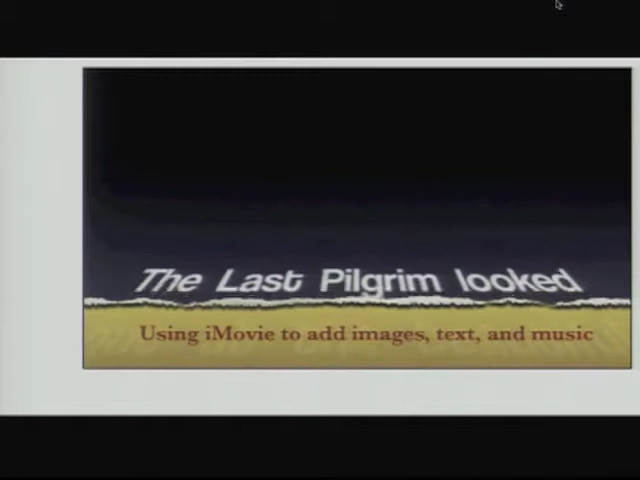 The Last Pilgrim looked
Using iMovie to add images, text, and music